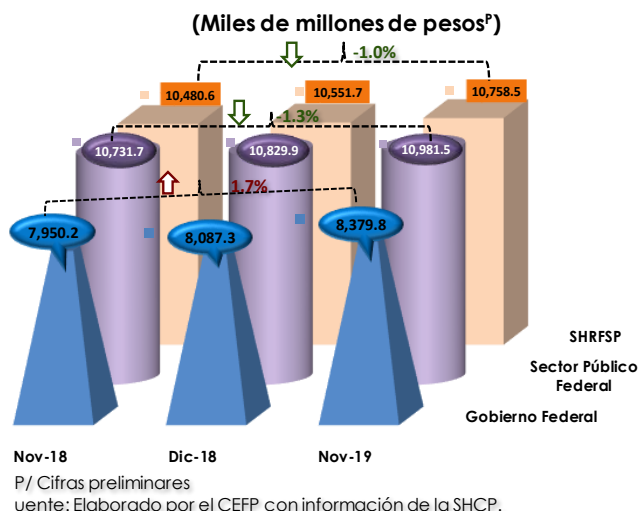 (Miles de millones de pesosᴾ)
-1.0%
10,480.6 10,551.7 10,758.5
-1.3%
10,731.7 10,829.9 10,981.5
1.7%
7,950.2 8,087.3 8,379.8
SHRFSP
Sector Público
Federal
Gobierno Federal
Nov-18 Dic-18 Nov-19
P/ Cifras preliminares
uente: Elaborado por el CEFP con información de la SHCP.